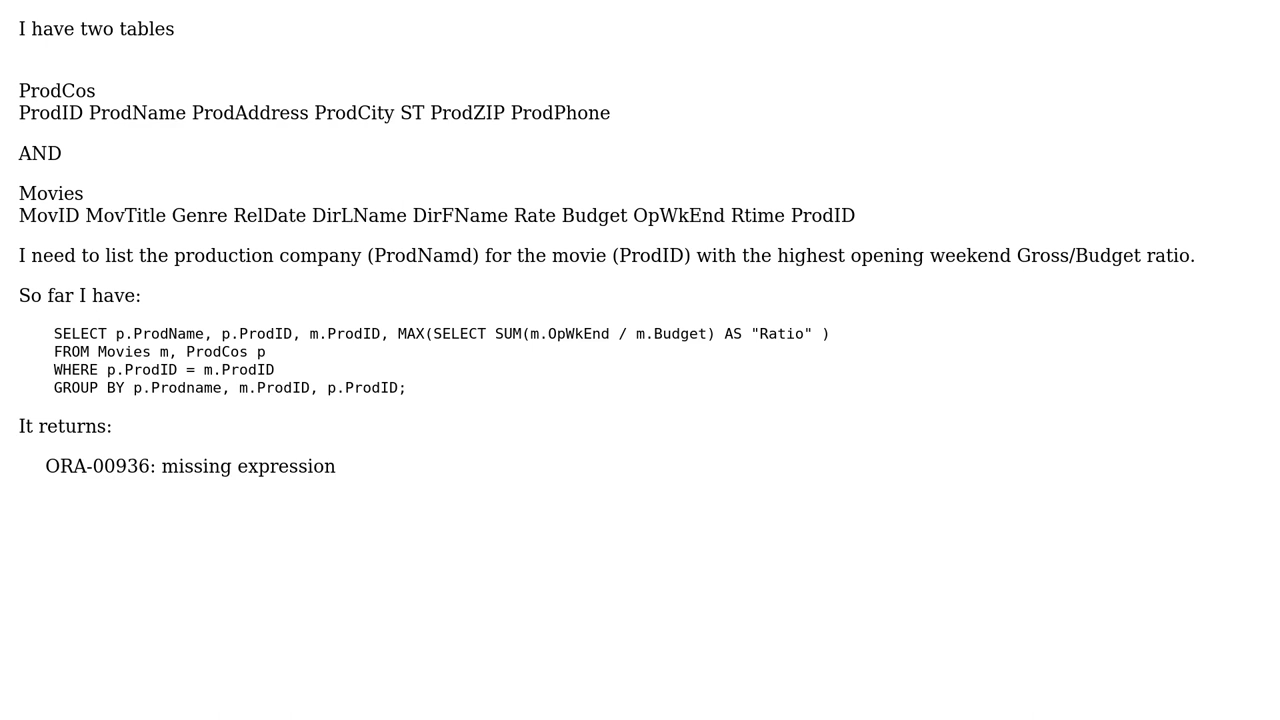 I have two tables
ProdCos
ProdID ProdName ProdAddress ProdCity ST ProdZIP ProdPhone
AND
Movies
MovID MovTitle Genre RelDate DirLName DirFName Rate Budget OpWkEnd Rtime ProdID
I need to list the production company (ProdNamd) for the movie (ProdID) with the highest opening weekend Gross/Budget ratio.
So far I have:
SELECT p.ProdName, p.ProdID, m.ProdID, MAX(SELECT SUM(m.OpWkEnd / m.Budget) AS "Ratio" )
FROM Movies m, ProdCos p
WHERE p.ProdID = m.ProdID
GROUP BY p.Prodname, m.ProdID, p.ProdID;
It returns:
ORA-00936: missing expression